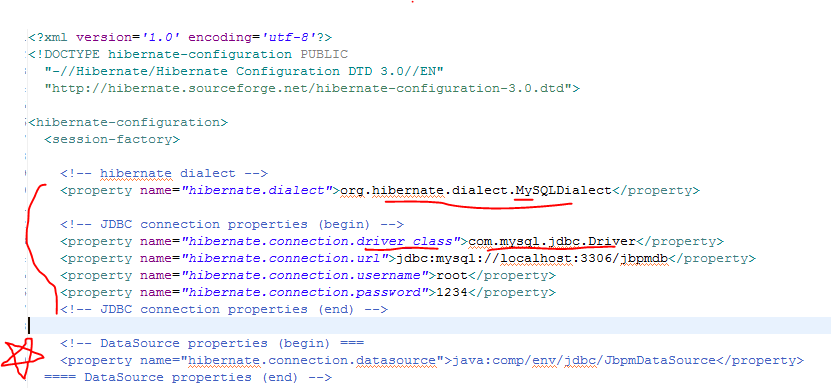 <?xml version='1.0' encoding='utf-8'?>
<!DOCTYPE hibernate-configuration PUBLIC
"-//Hibernate/Hibernate Configuration DTD 3.0//EN"
"http://hibernate.sourceforge.net/hibernate-configuration-3.0.dtd">
<hibernate-configuration>
<session-factory>
<!-- hibernate dialect -->
<property name="hibernate.dialect">org.hibernate.dialect.MySQLDialect</property>
<!-- JDBC connection properties (begin) -->
<property name="hibernate.connection.driver_class">com.mysql.jdbc.Driver</property>
<property name="hibernate.connection.url">jdbc:mysql://localhost:3306/jbpmdb</property>
<property name="hibernate.connection.username">root</property>
<property name="hibernate.connection.password">1234</property>
<!-- JDBC connection properties (end) -->
<!-- DataSource properties (begin) ===
<property name="hibernate.connection.datasource">java:comp/env/jdbc/JbpmDataSource</property>
==== DataSource properties (end) -->